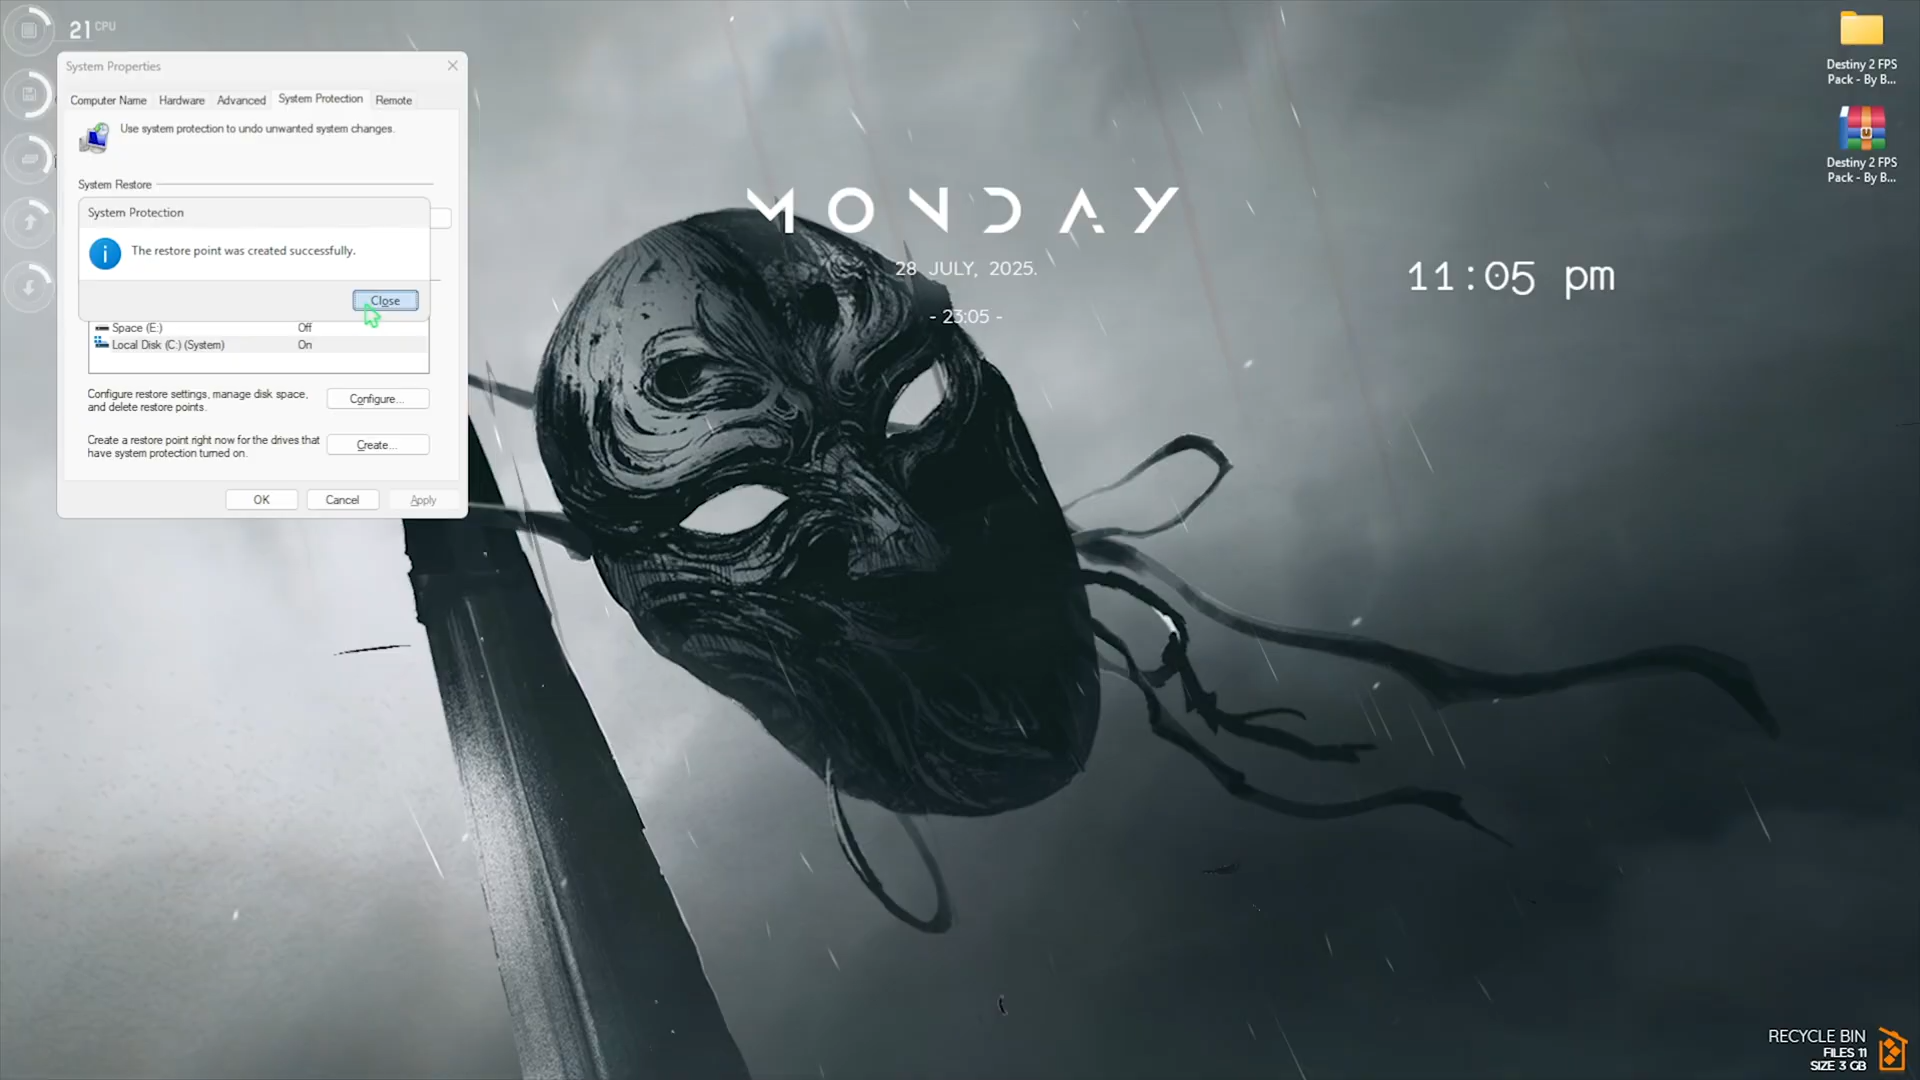 21 CPU
System Properties
Computer Name
Hardware
Advanced
System Protection
Remote
Use system protection to undo unwanted system changes.
System Restore
System Protection
The restore point was created successfully.
Close
Space (E:) Off
Local Disk (C:) (System) On
Configure restore settings, manage disk space,
and delete restore points.
Configure...
Create a restore point right now for the drives that
have system protection turned on.
Create...
OK
Cancel
Apply
MONDAY
28 JULY, 2025.
- 23:05 -
11:05 pm
Destiny 2 FPS
Pack - By B...
Destiny 2 FPS
Pack - By B...
RECYCLE BIN
FILES 11
SIZE 3 GB